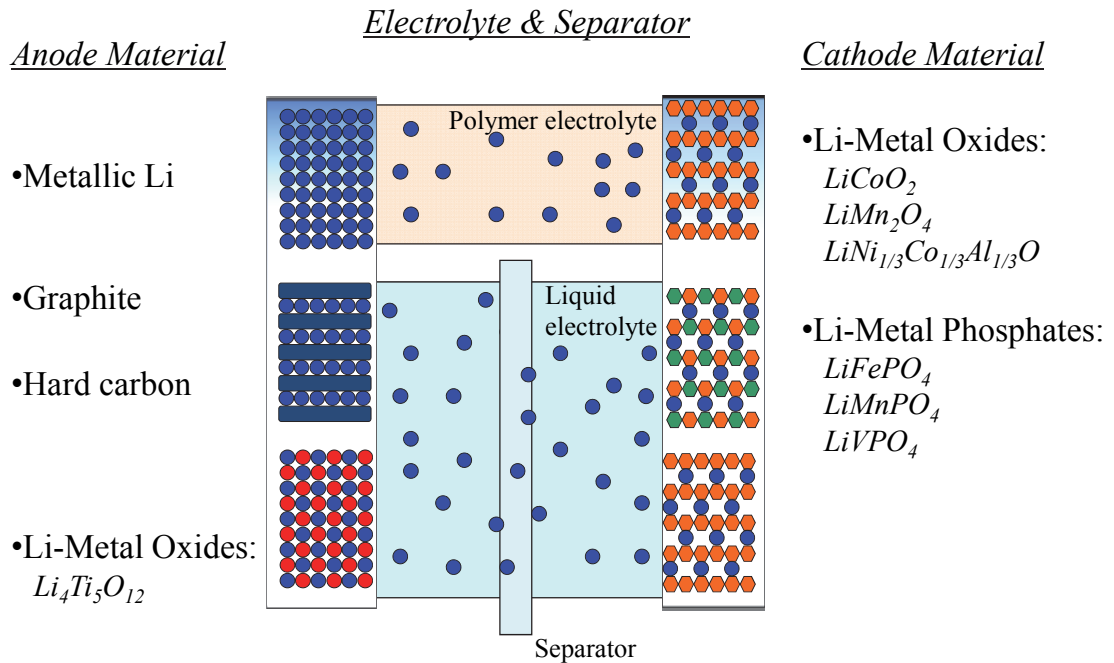 Electrolyte & Separator
Anode Material
•Metallic Li
•Graphite
•Hard carbon
•Li-Metal Oxides:
Li₄Ti₅O₁₂
Polymer electrolyte
Liquid
electrolyte
Separator
Cathode Material
•Li-Metal Oxides:
LiCoO₂
LiMn₂O₄
LiNi₁/₃Co₁/₃Al₁/₃O
•Li-Metal Phosphates:
LiFePO₄
LiMnPO₄
LiVPO₄